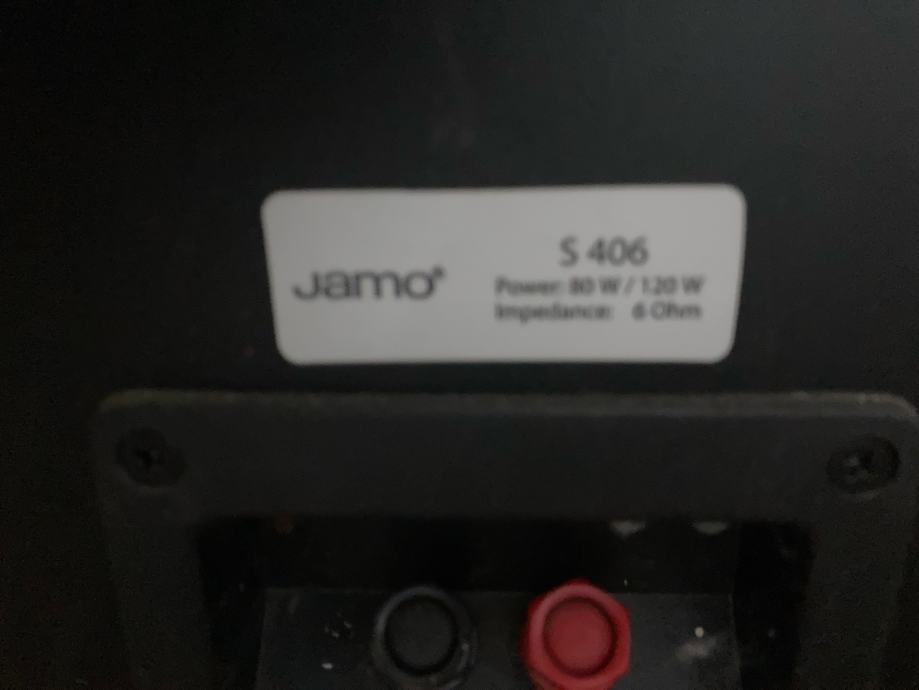 Jamo®
S 406
Power: 80 W / 120 W
Impedance: 6 Ohm